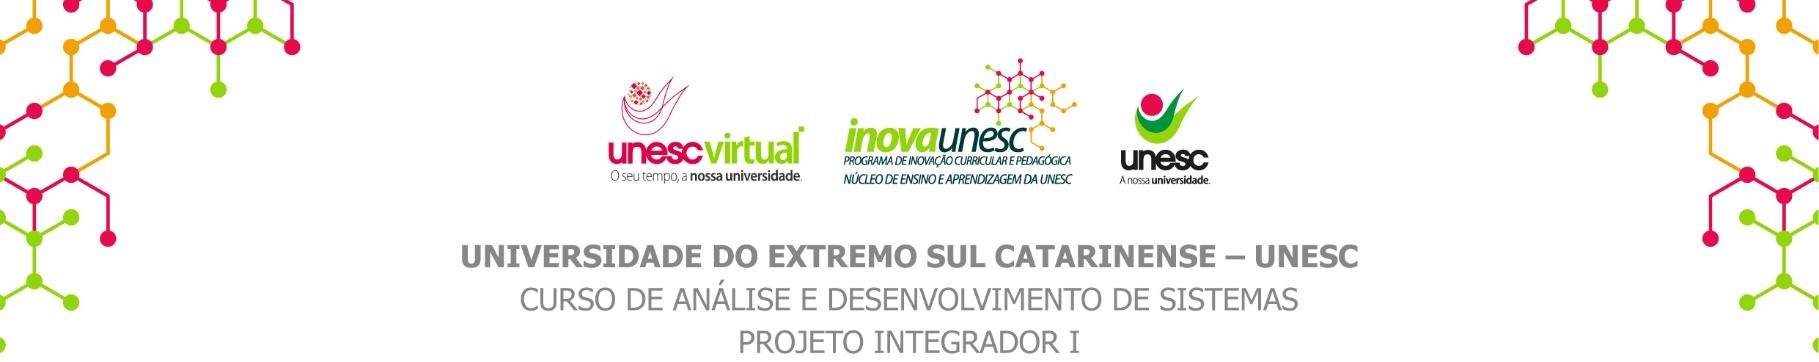 unescvirtual
O seu tempo, a nossa universidade.
inovaunesc
PROGRAMA DE INOVAÇÃO CURRICULAR E PEDAGÓGICA
NÚCLEO DE ENSINO E APRENDIZAGEM DA UNESC
unesc
A nossa universidade.
UNIVERSIDADE DO EXTREMO SUL CATARINENSE – UNESC
CURSO DE ANÁLISE E DESENVOLVIMENTO DE SISTEMAS
PROJETO INTEGRADOR I